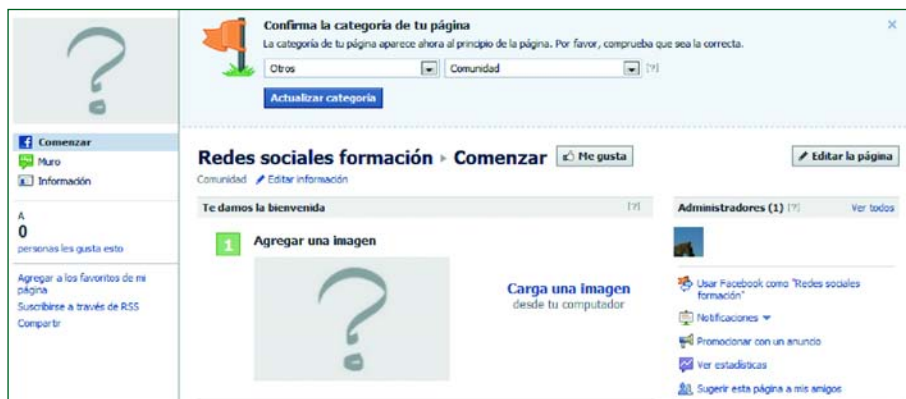 Confirma la categoría de tu página
La categoría de tu página aparece ahora al principio de la página. Por favor, comprueba que sea la correcta.
Otros
Comunidad
[?]
Actualizar categoría
Comenzar
Muro
Información
A
0
personas les gusta esto
Agregar a los favoritos de mi
página
Suscribirse a través de RSS
Compartir
Redes sociales formación ▸ Comenzar
Me gusta
Editar la página
Comunidad
Editar información
Te damos la bienvenida
[?]
1
Agregar una imagen
Carga una imagen
desde tu computador
Administradores (1) [?]
Ver todos
Usar Facebook como "Redes sociales
formación"
Notificaciones
Promocionar con un anuncio
Ver estadísticas
Sugerir esta página a mis amigos